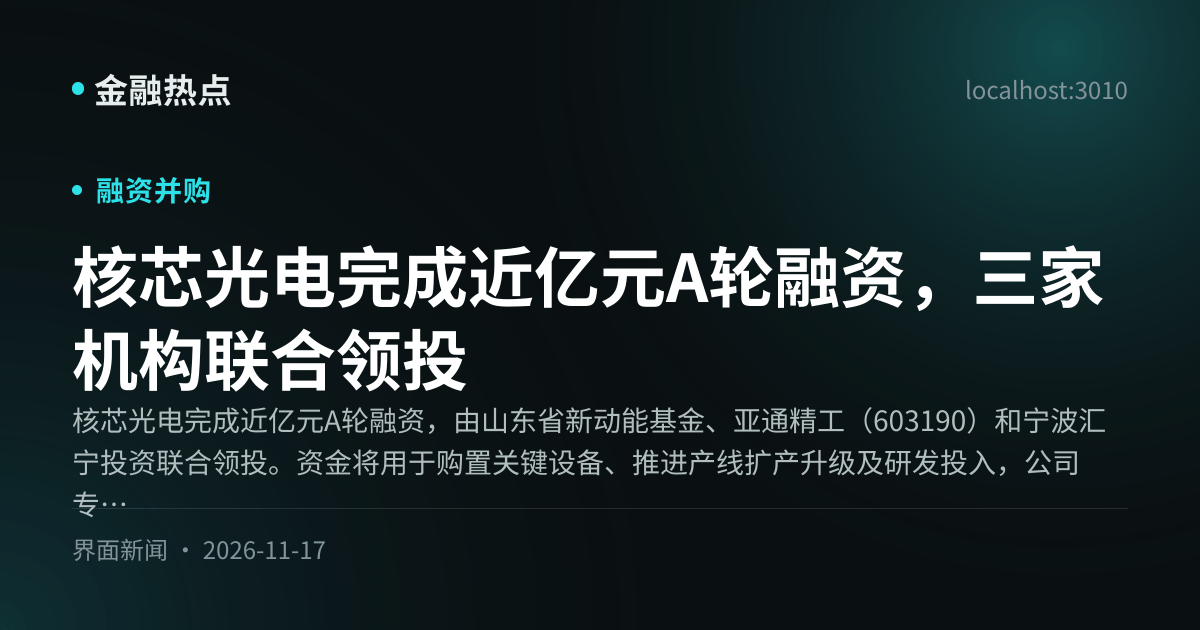 金融热点
localhost:3010
融资并购
核芯光电完成近亿元A轮融资，三家
机构联合领投
核芯光电完成近亿元A轮融资，由山东省新动能基金、亚通精工（603190）和宁波汇
宁投资联合领投。资金将用于购置关键设备、推进产线扩产升级及研发投入，公司
专…
界面新闻 • 2026-11-17